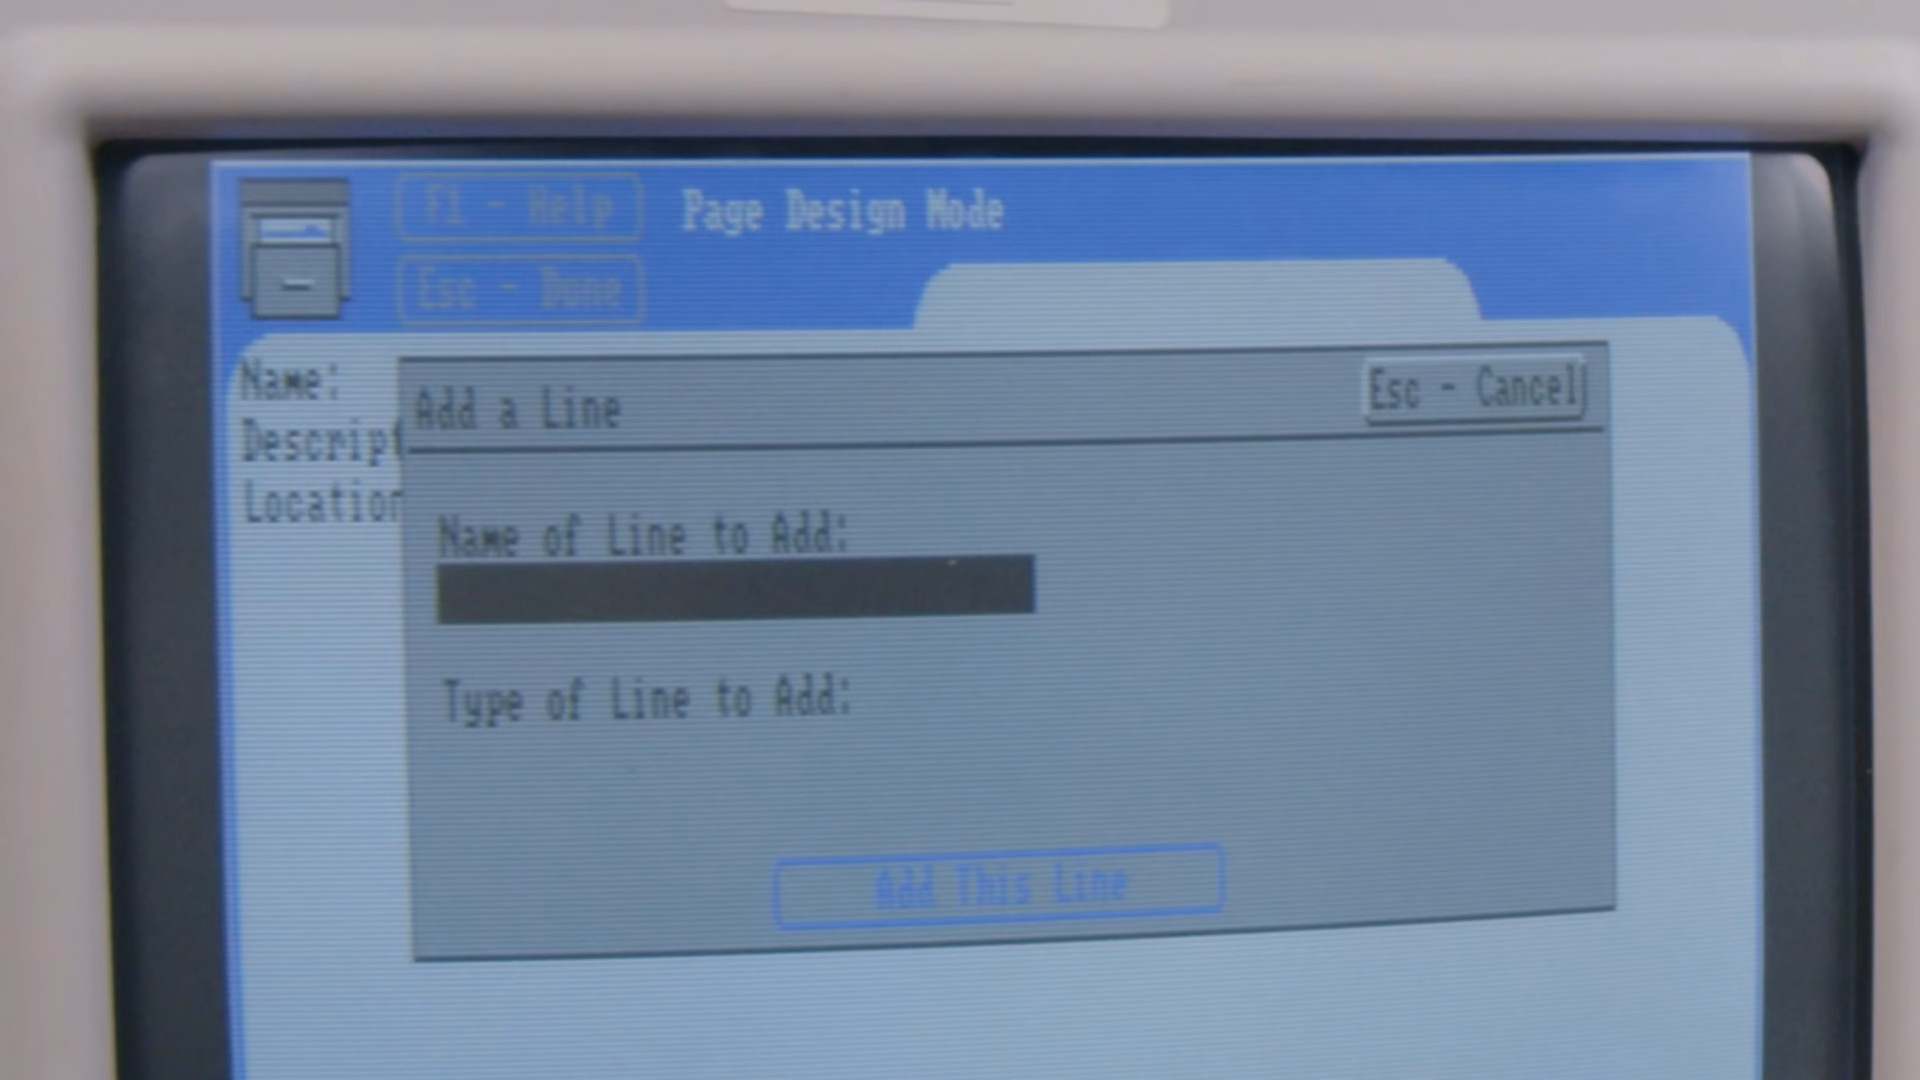 F1 - Help
Page Design Mode
Esc - Done
Name:
Descript
Location
Add a Line
Esc - Cancel
Name of Line to Add:
Type of Line to Add:
Add This Line